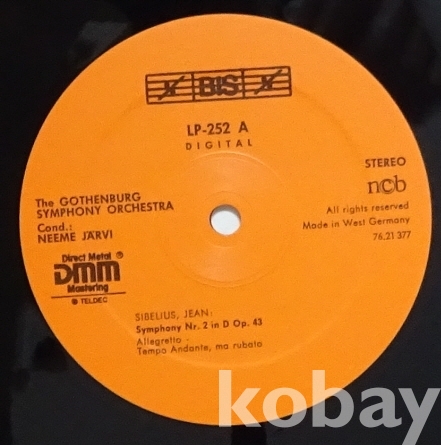 BIS
LP-252 A
DIGITAL
STEREO
ncb
The GOTHENBURG
SYMPHONY ORCHESTRA
Cond.:
NEEME JÄRVI
All rights reserved
Made in West Germany
76.21 377
Direct Metal ®
DMM
Mastering
® TELDEC
SIBELIUS, JEAN:
Symphony Nr. 2 in D Op. 43
Allegretto -
Tempo Andante, ma rubato
kobay